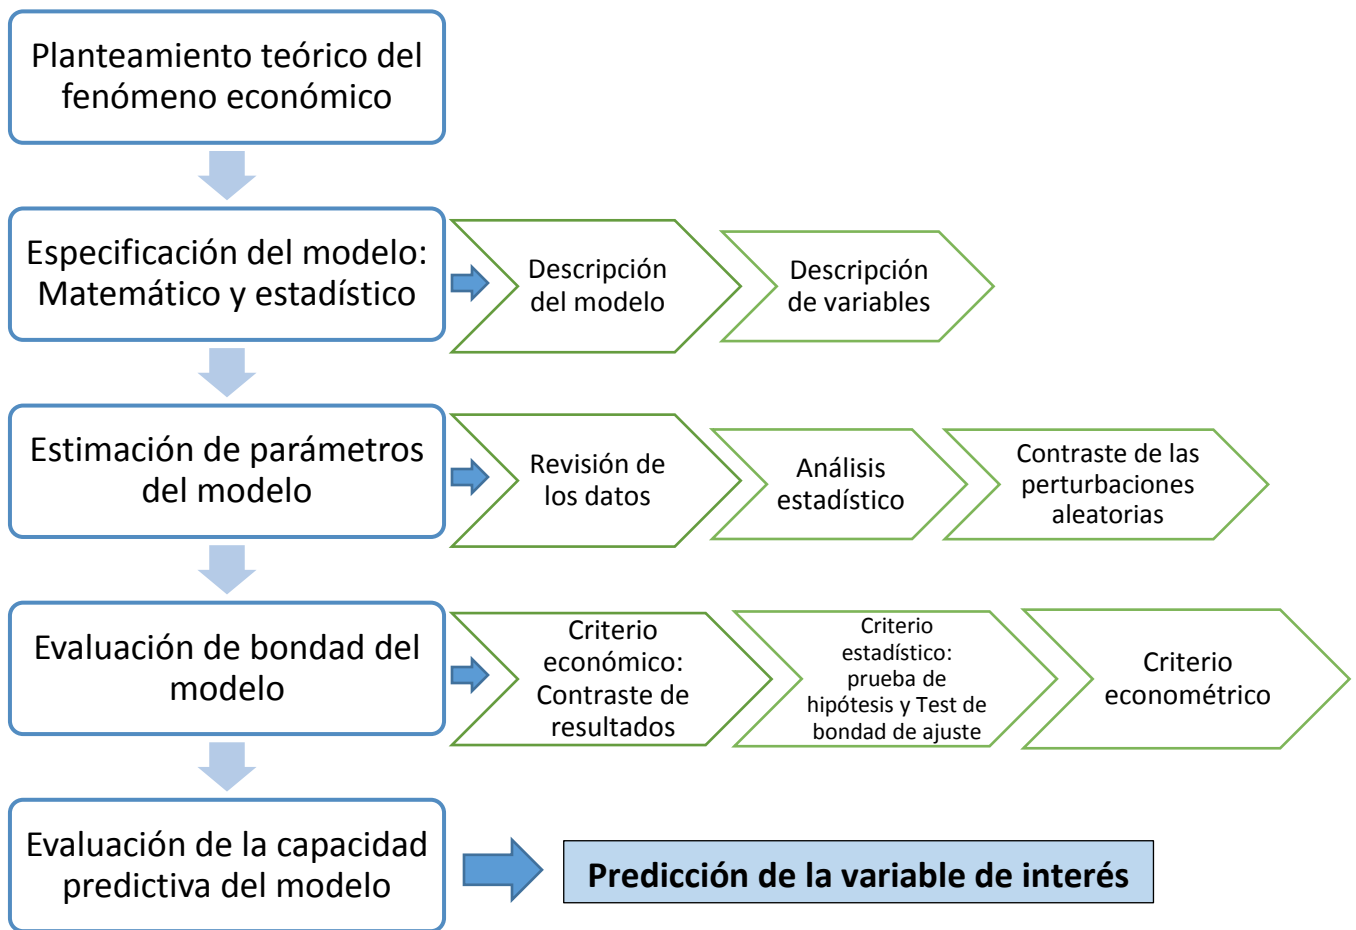 Planteamiento teórico del
fenómeno económico
Especificación del modelo:
Matemático y estadístico
Descripción
del modelo
Descripción
de variables
Estimación de parámetros
del modelo
Revisión de
los datos
Análisis
estadístico
Contraste de las
perturbaciones
aleatorias
Evaluación de bondad del
modelo
Criterio
económico:
Contraste de
resultados
Criterio
estadístico:
prueba de
hipótesis y Test de
bondad de ajuste
Criterio
econométrico
Evaluación de la capacidad
predictiva del modelo
Predicción de la variable de interés